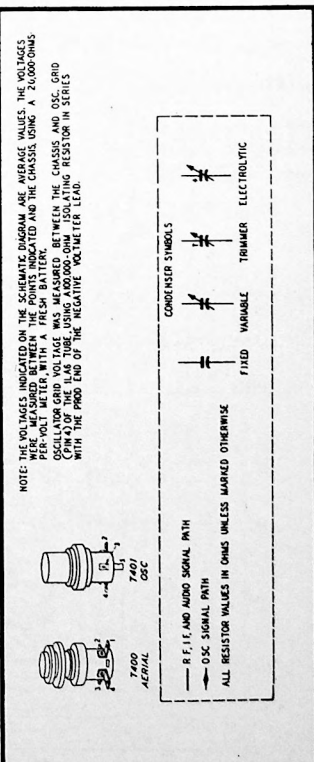 NOTE: THE VOLTAGES INDICATED ON THE SCHEMATIC DIAGRAM ARE AVERAGE VALUES. THE VOLTAGES
WERE MEASURED BETWEEN THE POINTS INDICATED AND THE CHASSIS, USING A 20,000-OHMS-
PER-VOLT METER, WITH A FRESH BATTERY.
OSCILLATOR GRID VOLTAGE WAS MEASURED BETWEEN THE CHASSIS AND OSC. GRID
(PIN 4) OF THE 1LA6 TUBE, USING A 100,000-OHM ISOLATING RESISTOR IN SERIES
WITH THE PROD END OF THE NEGATIVE VOLTMETER LEAD.
T400
AERIAL
T401
OSC
R F, I F, AND AUDIO SIGNAL PATH
OSC SIGNAL PATH
ALL RESISTOR VALUES IN OHMS UNLESS MARKED OTHERWISE
CONDENSER SYMBOLS
FIXED VARIABLE TRIMMER ELECTROLYTIC